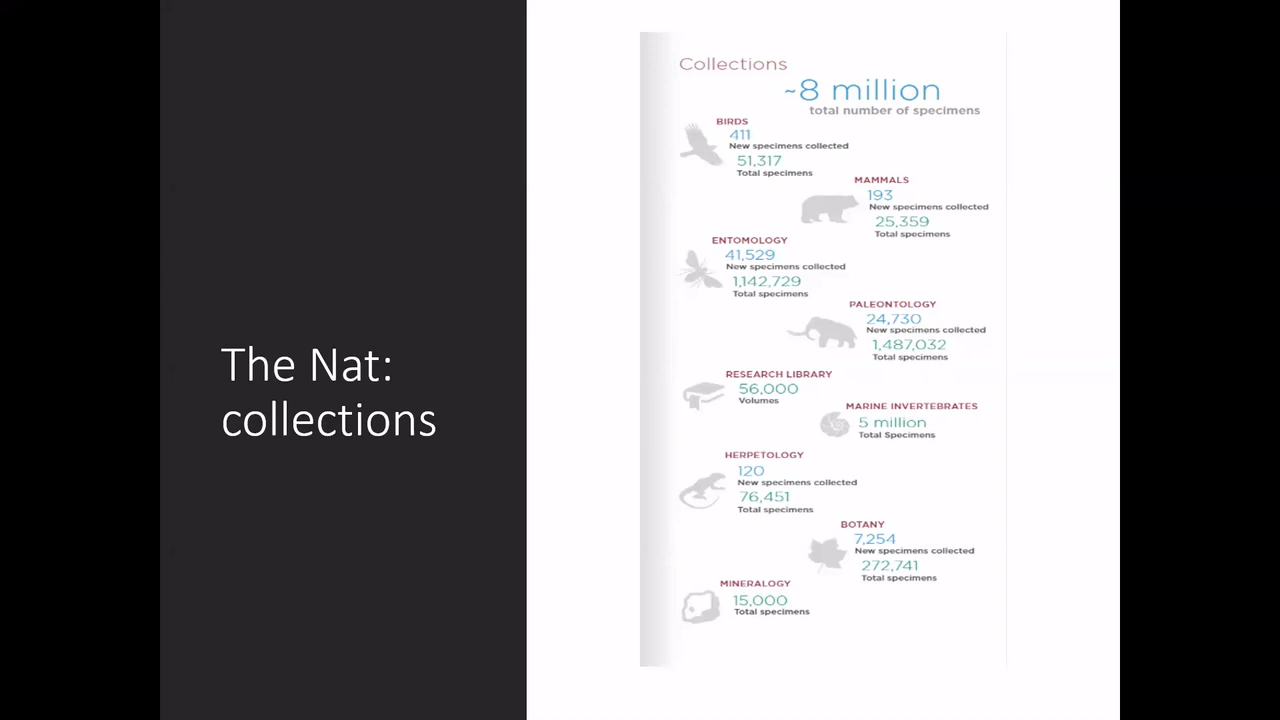 The Nat:
collections
Collections
~8 million
total number of specimens
BIRDS
411
New specimens collected
51,317
Total specimens
MAMMALS
193
New specimens collected
25,359
Total specimens
ENTOMOLOGY
41,529
New specimens collected
1,142,729
Total specimens
PALEONTOLOGY
24,730
New specimens collected
1,487,032
Total specimens
RESEARCH LIBRARY
56,000
Volumes
MARINE INVERTEBRATES
5 million
Total Specimens
HERPETOLOGY
120
New specimens collected
76,451
Total specimens
BOTANY
7,254
New specimens collected
272,741
Total specimens
MINERALOGY
15,000
Total specimens